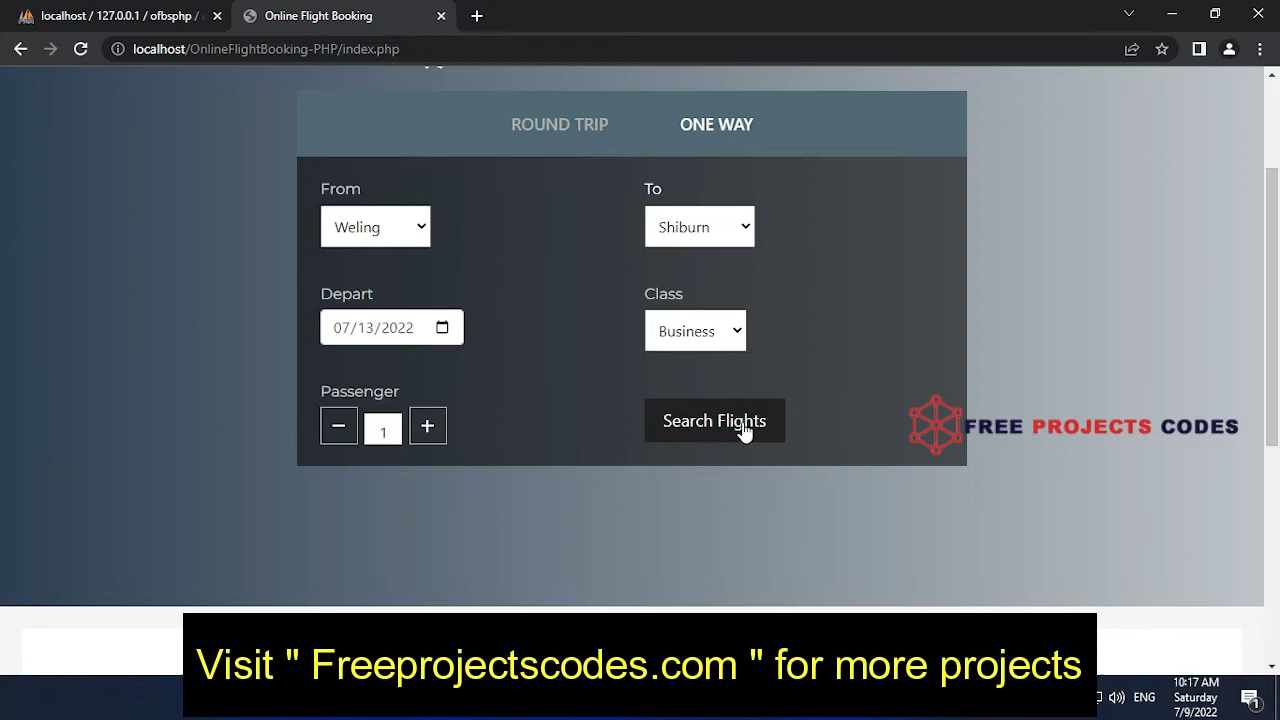 localhost / 127.0.0.1 / ofbsphp /
Online Flight Booking
localhost/OnlineFlightBooking-PHP/index.php
ROUND TRIP
ONE WAY
From
To
Weling
Shiburn
Depart
Class
07/13/2022
Business
Passenger
1
Search Flights
FREE PROJECTS CODES
Visit " Freeprojectscodes.com " for more projects
10:17 AM
ENG
Saturday
7/9/2022
1